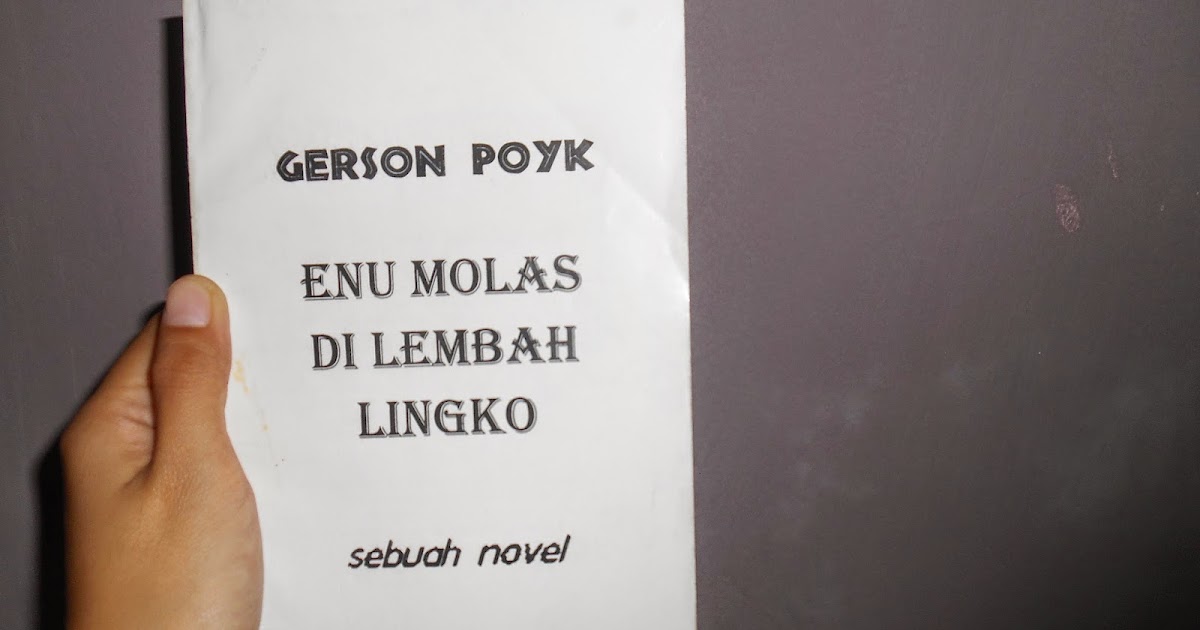 GERSON POYK
ENU MOLAS
DI LEMBAH
LINGKO
sebuah novel